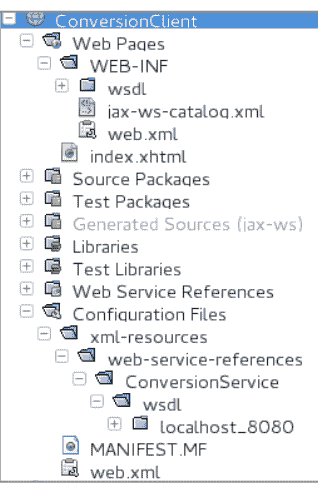 ConversionClient
Web Pages
WEB-INF
wsdl
jax-ws-catalog.xml
web.xml
index.xhtml
Source Packages
Test Packages
Generated Sources (jax-ws)
Libraries
Test Libraries
Web Service References
Configuration Files
xml-resources
web-service-references
ConversionService
wsdl
localhost_8080
MANIFEST.MF
web.xml